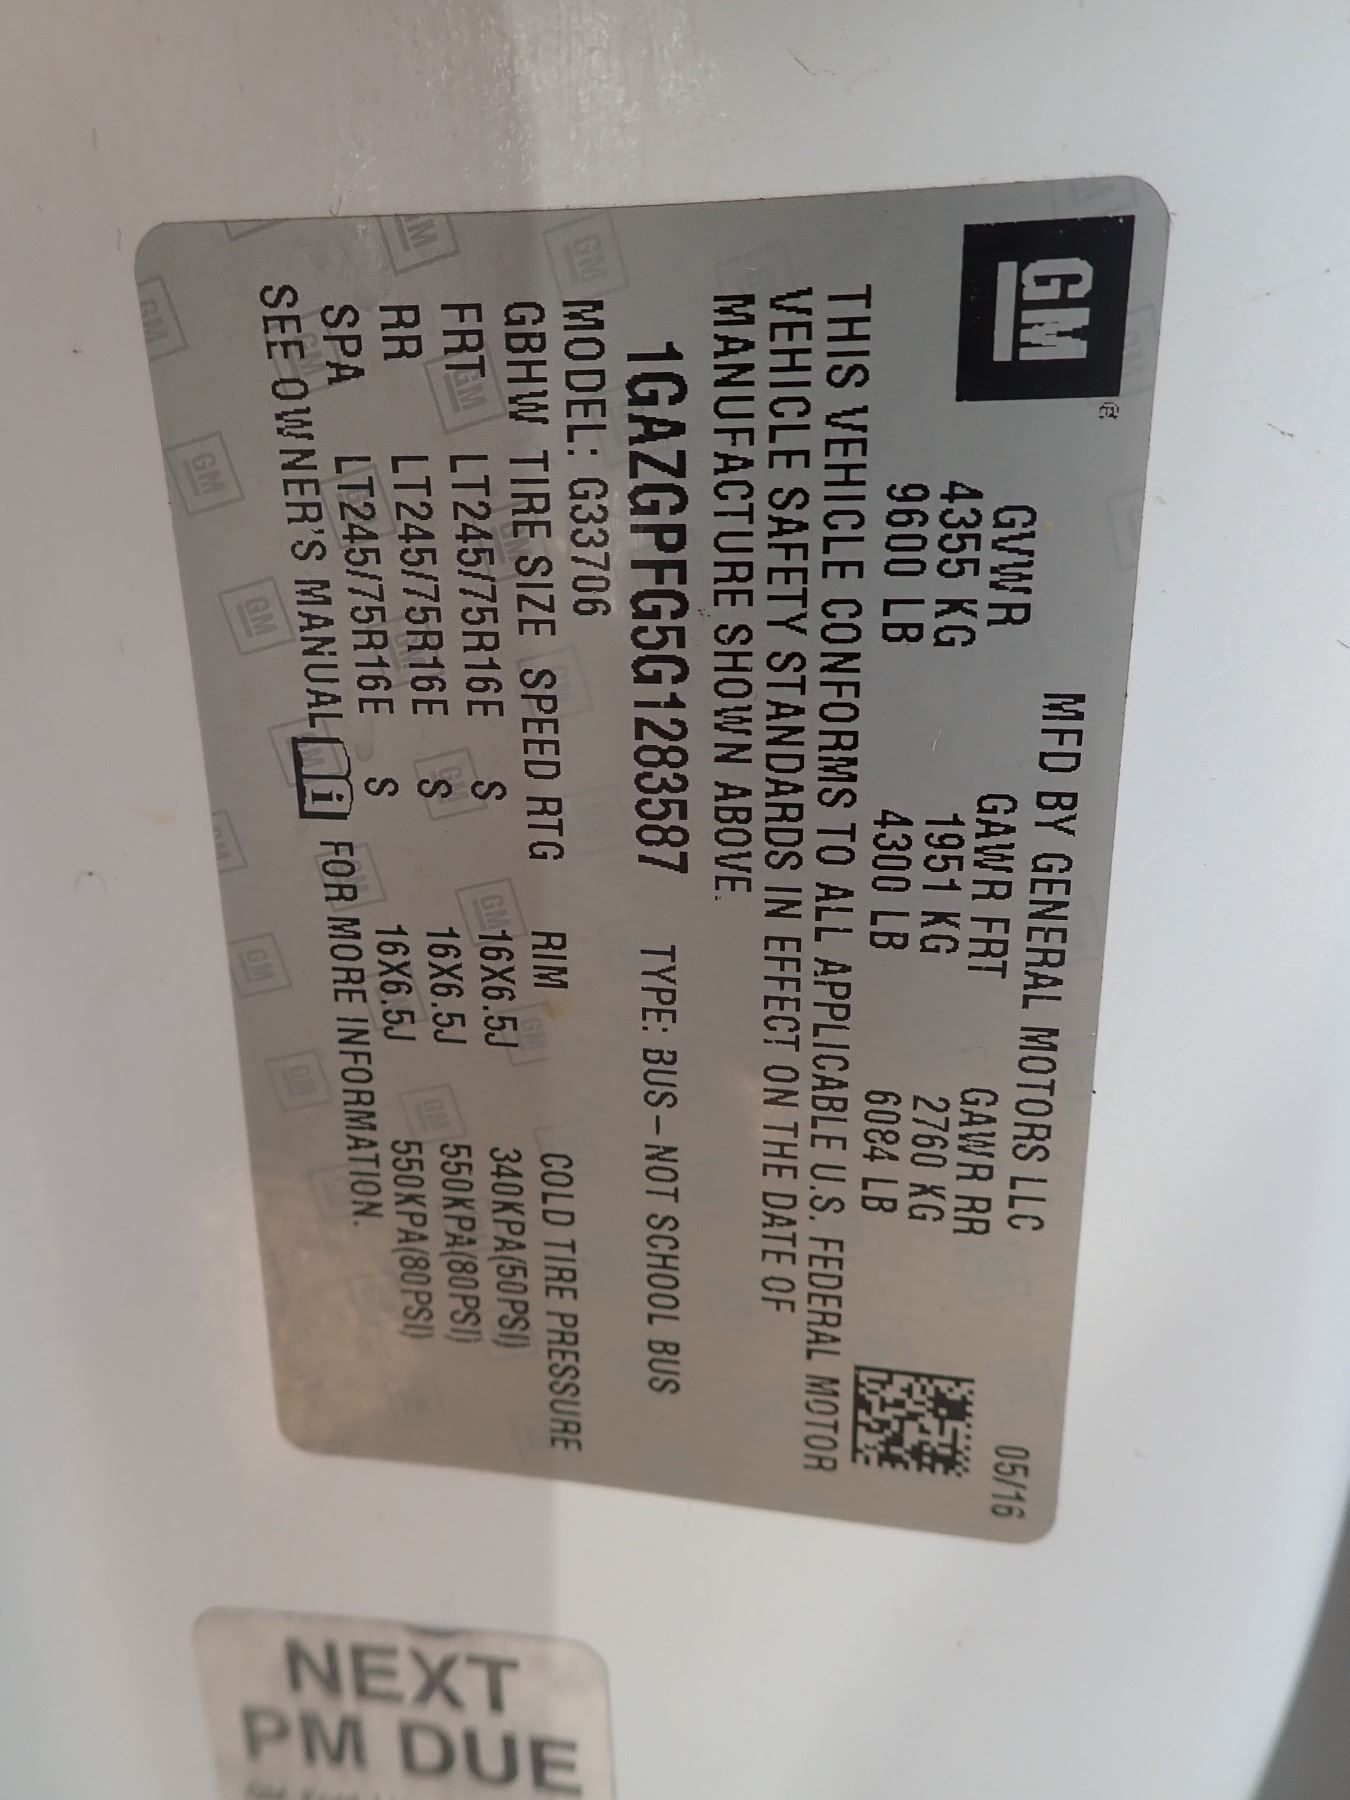 GM
MFD BY GENERAL MOTORS LLC 05/16
GVWR GAWR FRT GAWR RR
4355 KG 1951 KG 2760 KG
9600 LB 4300 LB 6084 LB
THIS VEHICLE CONFORMS TO ALL APPLICABLE U.S. FEDERAL MOTOR
VEHICLE SAFETY STANDARDS IN EFFECT ON THE DATE OF
MANUFACTURE SHOWN ABOVE.
1GAZGPFG5G1283587 TYPE: BUS–NOT SCHOOL BUS
MODEL: G33706
GBHW TIRE SIZE SPEED RTG RIM COLD TIRE PRESSURE
FRT LT245/75R16E S 16X6.5J 340KPA(50PSI)
RR LT245/75R16E S 16X6.5J 550KPA(80PSI)
SPA LT245/75R16E S 16X6.5J 550KPA(80PSI)
SEE OWNER'S MANUAL i FOR MORE INFORMATION.
NEXT
PM DUE